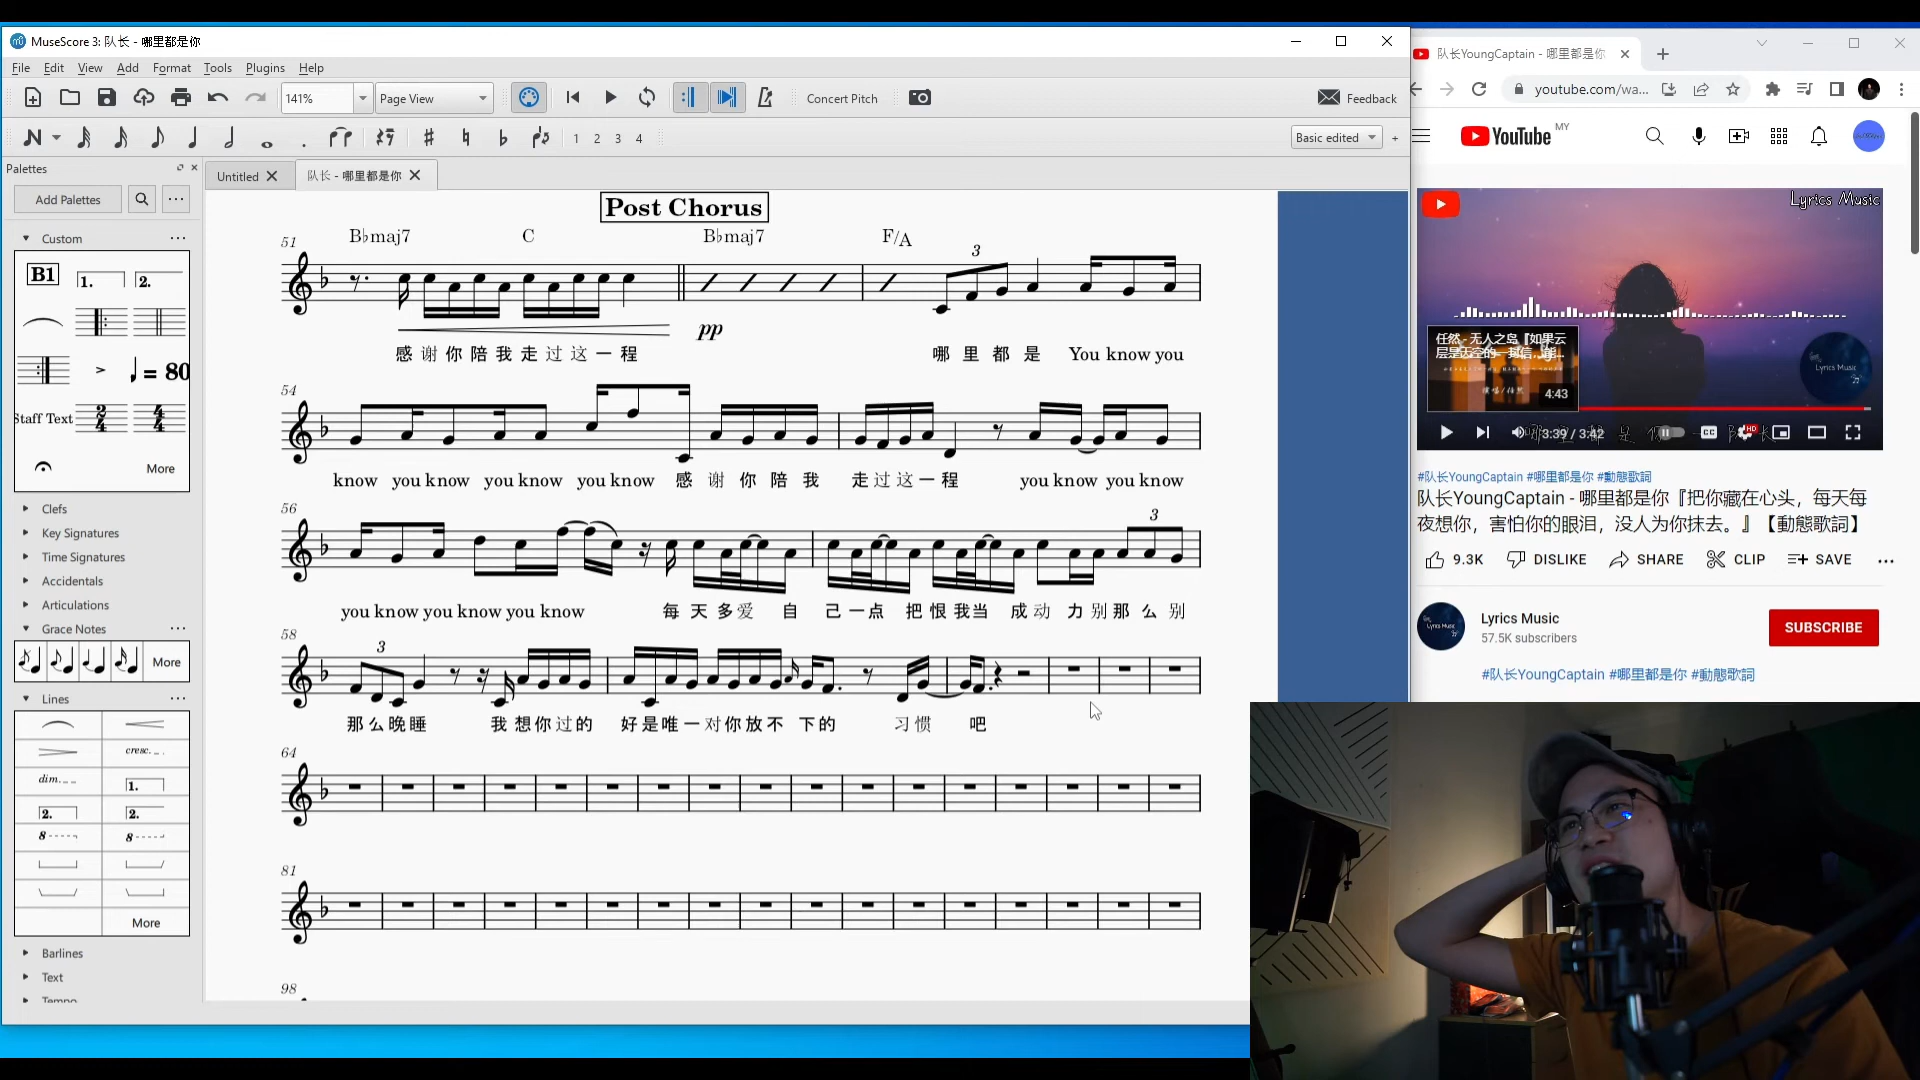 MuseScore 3: 队长 - 哪里都是你
File Edit View Add Format Tools Plugins Help
141% Page View Concert Pitch Feedback
1 2 3 4 Basic edited +
Palettes
Add Palettes ...
Untitled 队长 - 哪里都是你
Custom
B1 1. 2.
= 80
Staff Text 2 4 4 4
More
Clefs
Key Signatures
Time Signatures
Accidentals
Articulations
Grace Notes
More
Lines
cresc.
dim. 1.
2. 2.
8 8
More
Barlines
Text
Tempo
Post Chorus
B♭maj7 C B♭maj7 F/A
51 3
pp
感 谢 你 陪 我 走 过 这 一 程 哪 里 都 是 You know you
54
know you know you know you know 感 谢 你 陪 我 走 过 这 一 程 you know you know
56 3
you know you know you know 每 天 多 爱 自 己 一 点 把 恨 我 当 成 动 力 别 那 么 别
58 3
那 么 晚 睡 我 想 你 过 的 好 是 唯 一 对 你 放 不 下 的 习 惯 吧
64
81
98
队长YoungCaptain - 哪里都是你
youtube.com/wa...
YouTube MY
Lyrics Music
任然 - 无人之岛『如果云
4:43
Lyrics Music
3:39 / 3:42 CC HD
#队长YoungCaptain #哪里都是你 #動態歌詞
队长YoungCaptain - 哪里都是你『把你藏在心头，每天每
夜想你，害怕你的眼泪，没人为你抹去。』【動態歌詞】
9.3K DISLIKE SHARE CLIP SAVE ...
Lyrics Music
Lyrics Music
57.5K subscribers
SUBSCRIBE
#队长YoungCaptain #哪里都是你 #動態歌詞